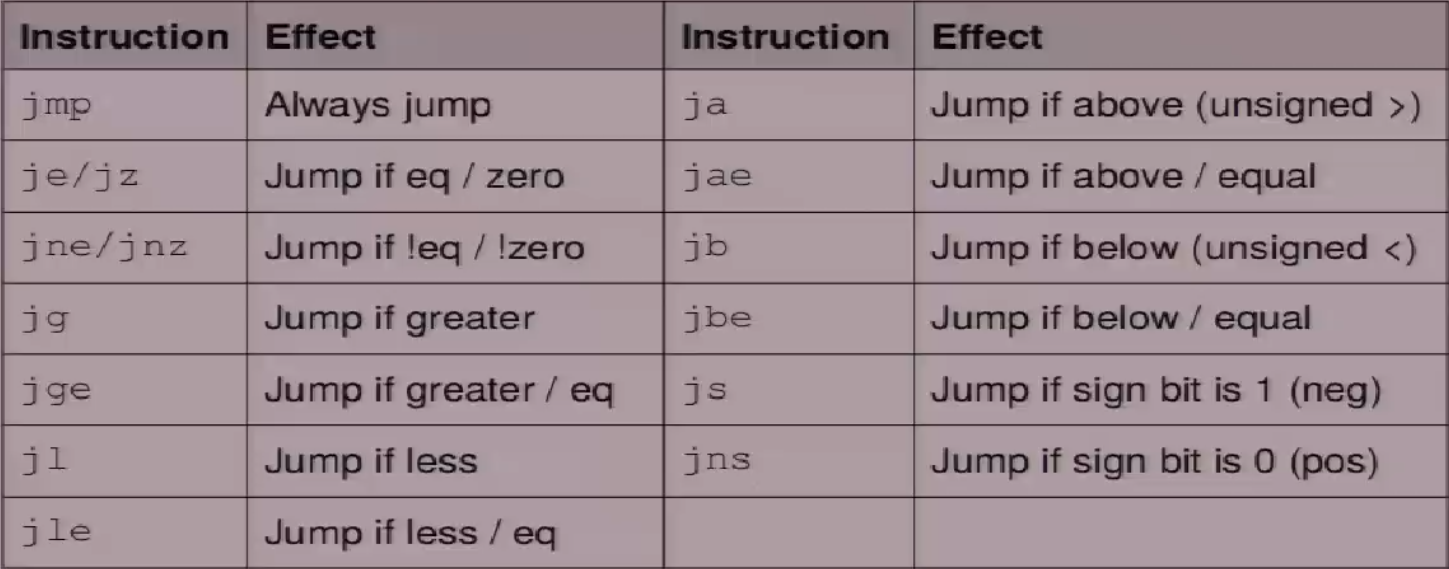 Instruction Effect Instruction Effect
jmp Always jump ja Jump if above (unsigned >)
je/jz Jump if eq / zero jae Jump if above / equal
jne/jnz Jump if !eq / !zero jb Jump if below (unsigned <)
jg Jump if greater jbe Jump if below / equal
jge Jump if greater / eq js Jump if sign bit is 1 (neg)
jl Jump if less jns Jump if sign bit is 0 (pos)
jle Jump if less / eq